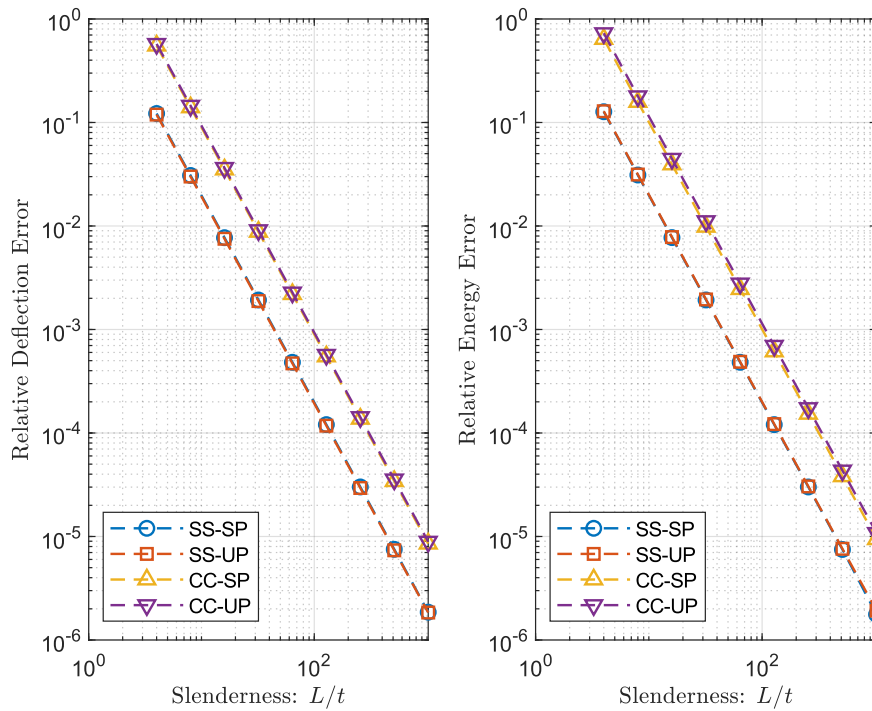 10^0
10^-1
10^-2
10^-3
10^-4
10^-5
10^-6
10^0
10^2
Relative Deflection Error
Slenderness: L/t
SS-SP
SS-UP
CC-SP
CC-UP
10^0
10^-1
10^-2
10^-3
10^-4
10^-5
10^-6
10^0
10^2
Relative Energy Error
Slenderness: L/t
SS-SP
SS-UP
CC-SP
CC-UP